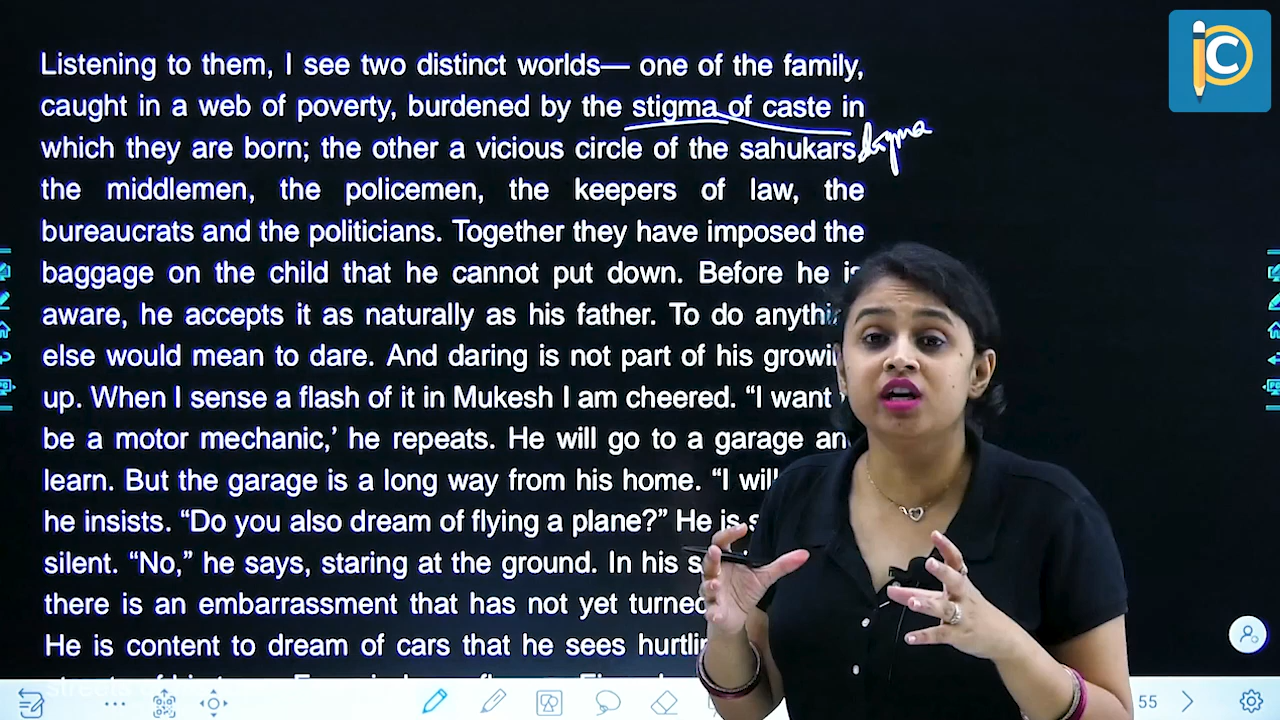 Listening to them, I see two distinct worlds— one of the family,
caught in a web of poverty, burdened by the stigma of caste in
which they are born; the other a vicious circle of the sahukars
the middlemen, the policemen, the keepers of law, the
bureaucrats and the politicians. Together they have imposed the
baggage on the child that he cannot put down. Before he is
aware, he accepts it as naturally as his father. To do
else would mean to dare. And daring is not part of his
up. When I sense a flash of it in Mukesh I am cheered. “I want
be a motor mechanic,’ he repeats. He will go to a garage
learn. But the garage is a long way from his home. “I will
he insists. “Do you also dream of flying a plane?” He is
silent. “No,” he says, staring at the ground. In his
there is an embarrassment that has not yet turned
He is content to dream of cars that he sees
55